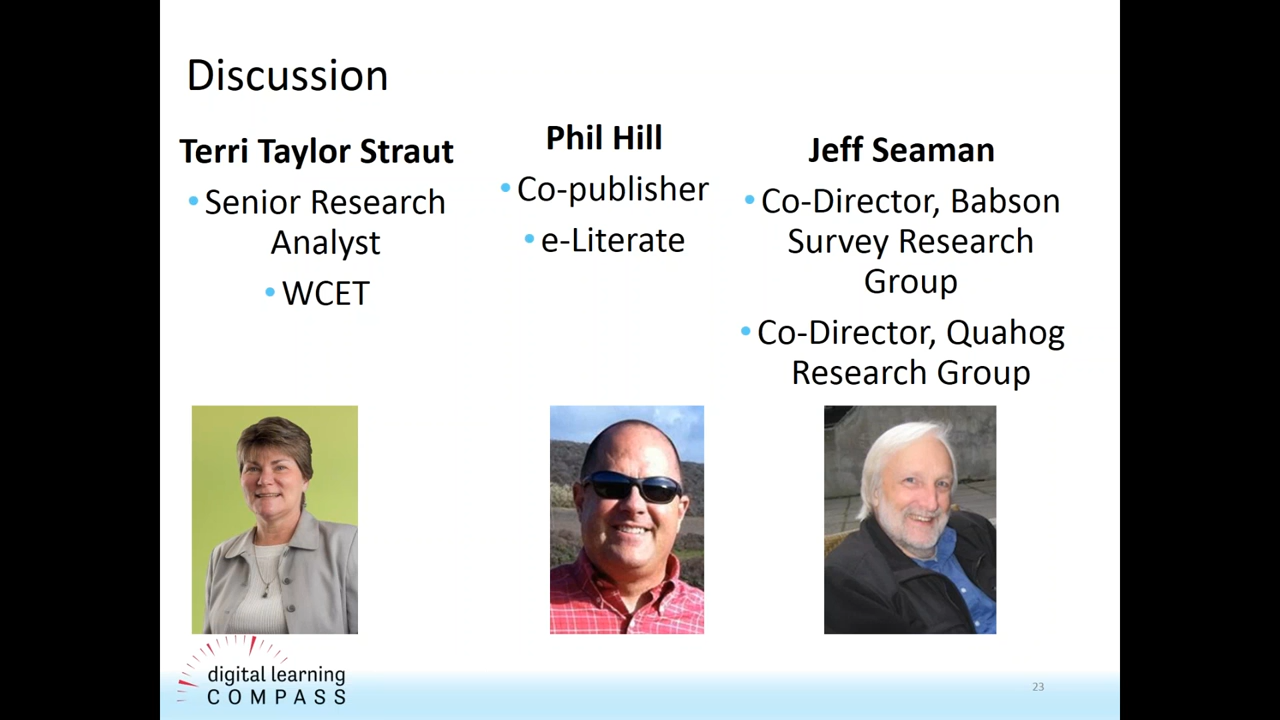 Discussion
Terri Taylor Straut
• Senior Research
Analyst
• WCET
Phil Hill
• Co-publisher
• e-Literate
Jeff Seaman
• Co-Director, Babson
Survey Research
Group
• Co-Director, Quahog
Research Group
digital learning
COMPASS
23